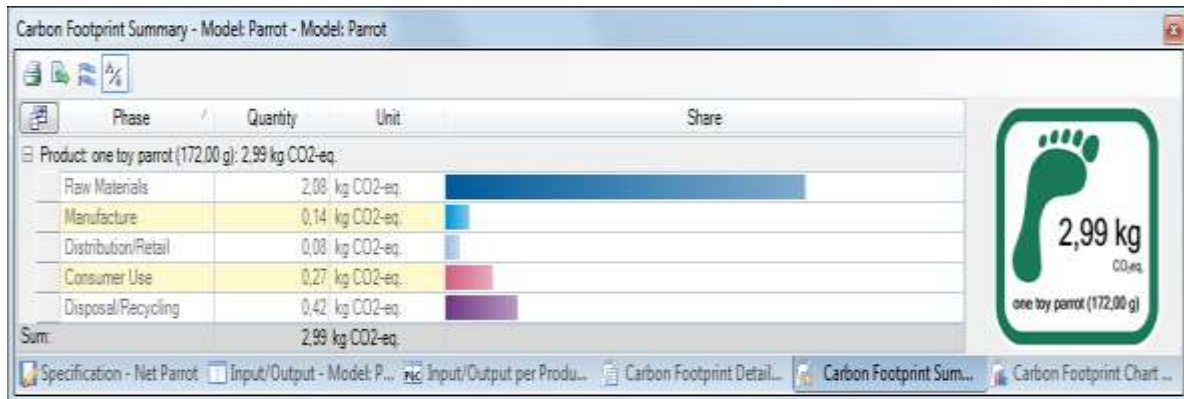 Carbon Footprint Summary - Model: Parrot - Model: Parrot
Phase / Quantity Unit Share
Product: one toy parrot (172,00 g): 2,99 kg CO2-eq.
Raw Materials 2,08 kg CO2-eq.
Manufacture 0,14 kg CO2-eq.
Distribution/Retail 0,08 kg CO2-eq.
Consumer Use 0,27 kg CO2-eq.
Disposal/Recycling 0,42 kg CO2-eq.
Sum: 2,99 kg CO2-eq.
2,99 kg
CO2eq.
one toy parrot (172,00 g)
Specification - Net Parrot Input/Output - Model: P... Input/Output per Produ... Carbon Footprint Detail... Carbon Footprint Sum... Carbon Footprint Chart ...